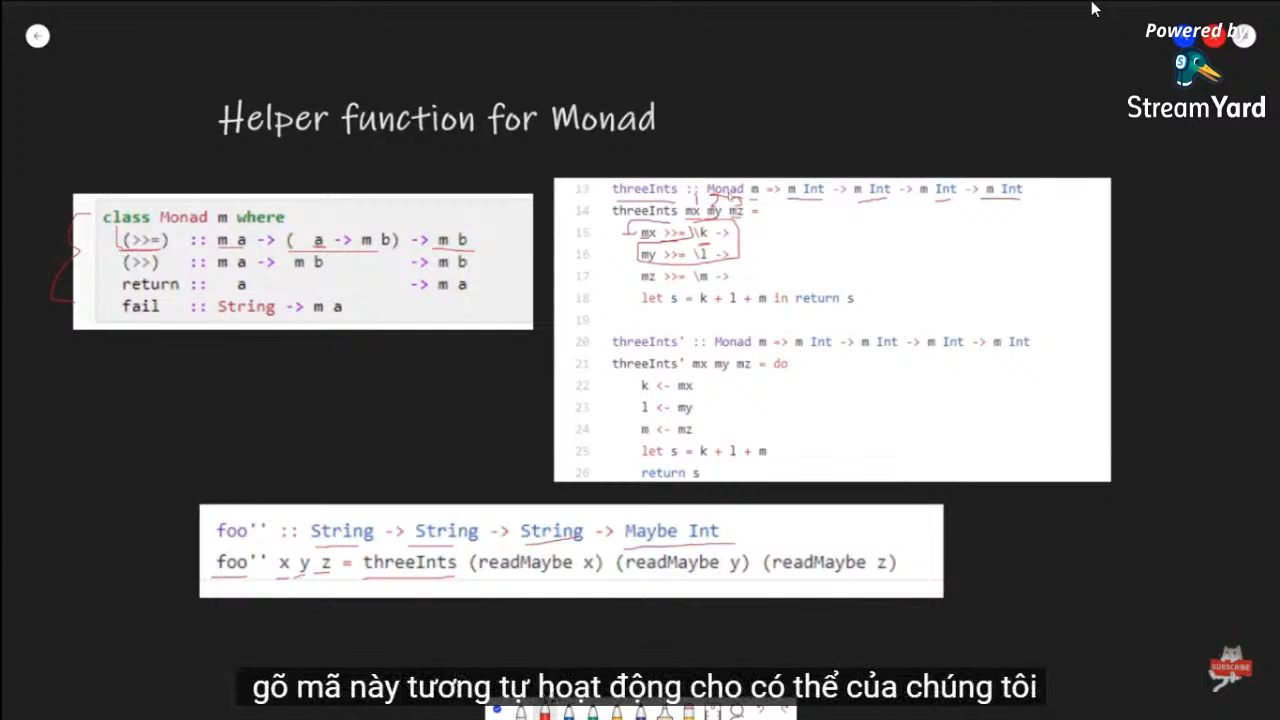 Powered by
StreamYard
Helper function for Monad
class Monad m where
(>>=) :: m a -> ( a -> m b) -> m b
(>>) :: m a -> m b -> m b
return :: a -> m a
fail :: String -> m a
13 threeInts :: Monad m => m Int -> m Int -> m Int -> m Int
1 2 3
14 threeInts mx my mz =
15 mx >>= \k ->
16 my >>= \l ->
17 mz >>= \m ->
18 let s = k + l + m in return s
19
20 threeInts' :: Monad m => m Int -> m Int -> m Int -> m Int
21 threeInts' mx my mz = do
22 k <- mx
23 l <- my
24 m <- mz
25 let s = k + l + m
26 return s
foo'' :: String -> String -> String -> Maybe Int
foo'' x y z = threeInts (readMaybe x) (readMaybe y) (readMaybe z)
SUBSCRIBE
gõ mã này tương tự hoạt động cho có thể của chúng tôi